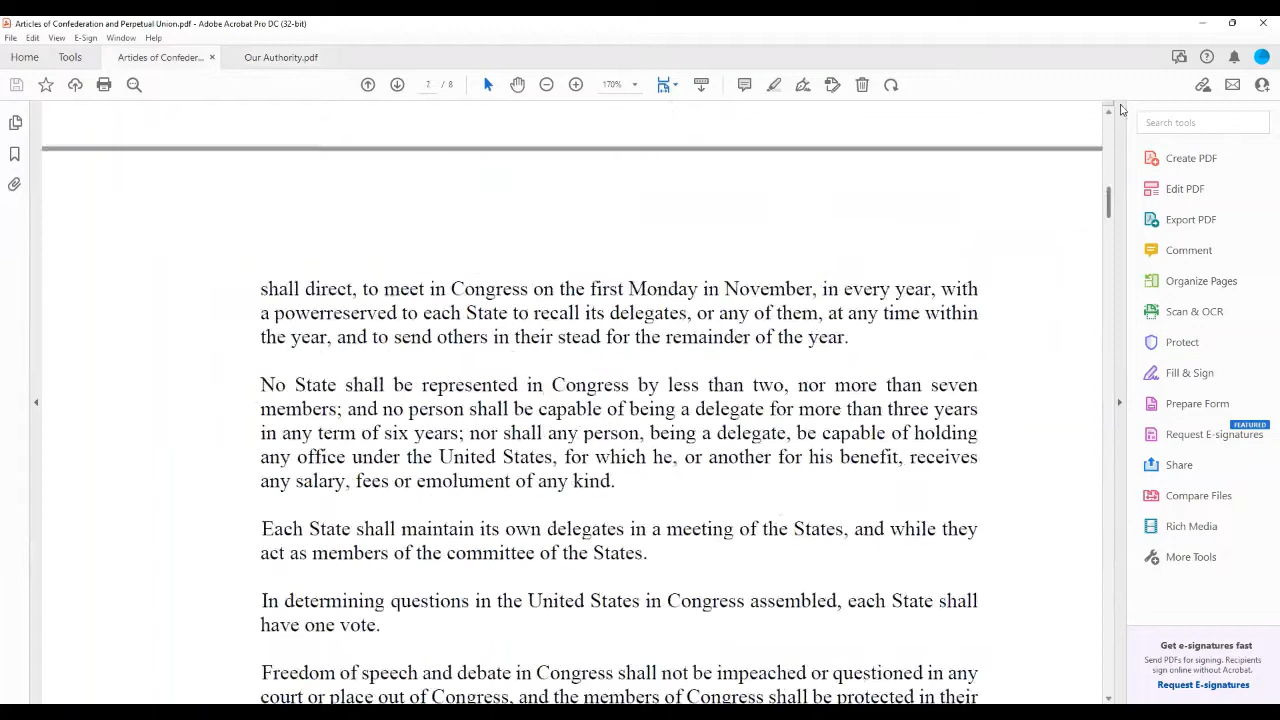 Articles of Confederation and Perpetual Union.pdf - Adobe Acrobat Pro DC (32-bit)
File Edit View E-Sign Window Help
Home Tools Articles of Confeder... × Our Authority.pdf
2 / 8 170%
Search tools
Create PDF
Edit PDF
Export PDF
Comment
Organize Pages
Scan & OCR
Protect
Fill & Sign
Prepare Form
FEATURED
Request E-signatures
Share
Compare Files
Rich Media
More Tools
Get e-signatures fast
Send PDFs for signing. Recipients
sign online without Acrobat.
Request E-signatures
shall direct, to meet in Congress on the first Monday in November, in every year, with
a powerreserved to each State to recall its delegates, or any of them, at any time within
the year, and to send others in their stead for the remainder of the year.
No State shall be represented in Congress by less than two, nor more than seven
members; and no person shall be capable of being a delegate for more than three years
in any term of six years; nor shall any person, being a delegate, be capable of holding
any office under the United States, for which he, or another for his benefit, receives
any salary, fees or emolument of any kind.
Each State shall maintain its own delegates in a meeting of the States, and while they
act as members of the committee of the States.
In determining questions in the United States in Congress assembled, each State shall
have one vote.
Freedom of speech and debate in Congress shall not be impeached or questioned in any
court or place out of Congress, and the members of Congress shall be protected in their